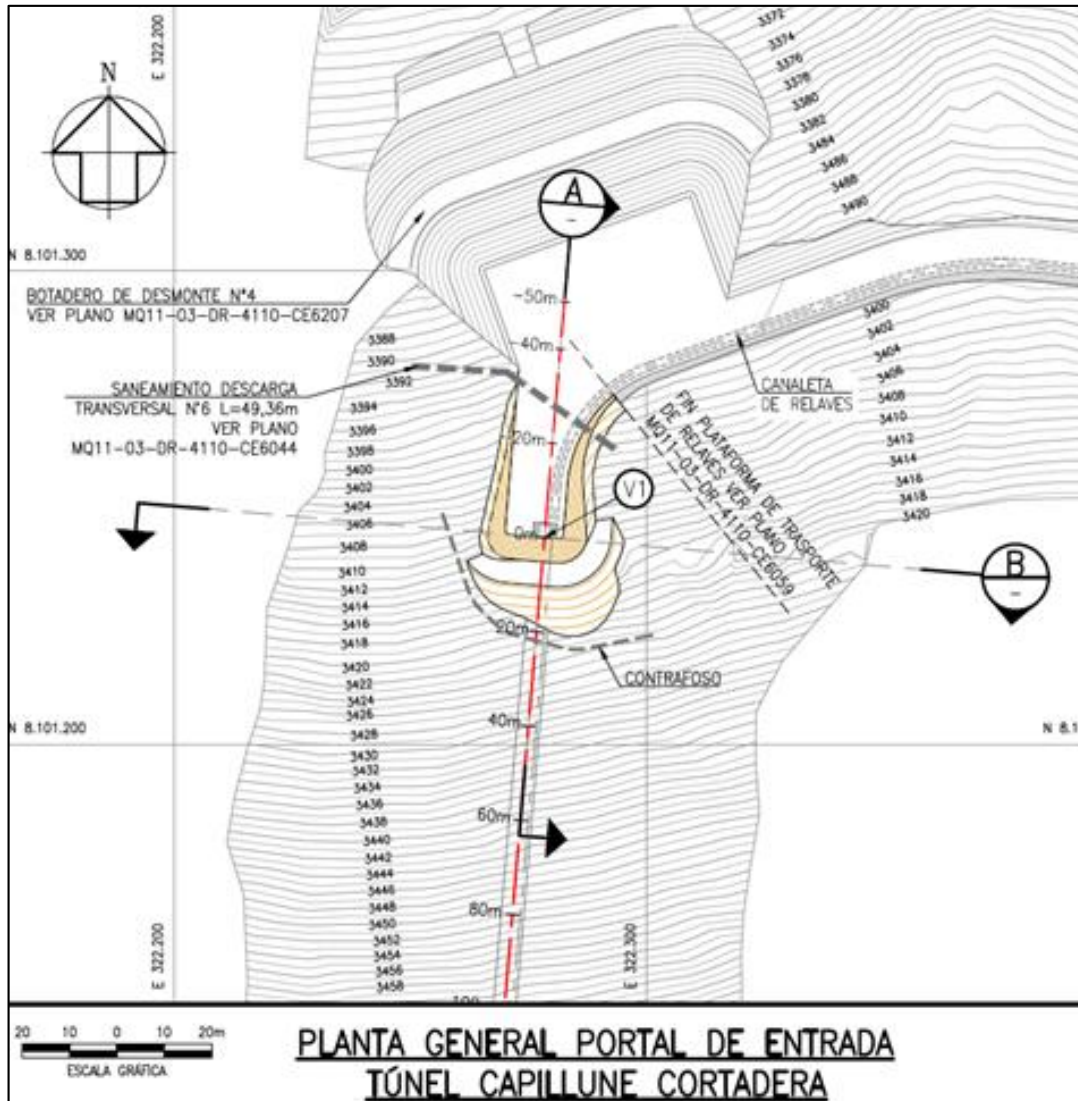 E 322.200
3372
3374
3376
3378
3380
3382
3484
3486
3488
3490
N
A
-
N 8.101.300
BOTADERO DE DESMONTE N°4
VER PLANO MQ11-03-DR-4110-CE6207
-50m
40m
20m
0m
20m
40m
60m
80m
3388
3390
3392
SANEAMIENTO DESCARGA
TRANSVERSAL N°6 L=49,36m
VER PLANO
MQ11-03-DR-4110-CE6044
3394
3396
3398
3400
3402
3404
3406
3408
3410
3412
3414
3416
3418
3420
3422
3424
3426
3428
3430
3432
3434
3436
3438
3440
3442
3444
3446
3448
3450
3452
3454
3456
3458
3400
3402
3404
3406
3408
3410
3412
3414
3416
3418
3420
CANALETA
DE RELAVES
FIN PLATAFORMA DE TRASPORTE
DE RELAVES VER PLANO
MQ11-03-DR-4110-CE6059
V1
B
-
CONTRAFOSO
N 8.101.200
N 8.1
E 322.200
E 322.300
20 10 0 10 20m
ESCALA GRÁFICA
PLANTA GENERAL PORTAL DE ENTRADA
TÚNEL CAPILLUNE CORTADERA